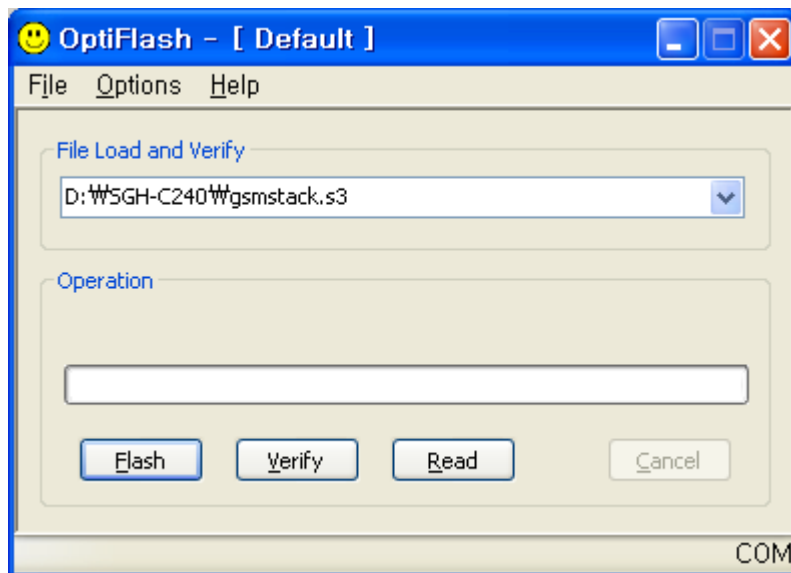 OptiFlash - [ Default ]
File Options Help
File Load and Verify
D:₩SGH-C240₩gsmstack.s3
Operation
Flash Verify Read Cancel
COM